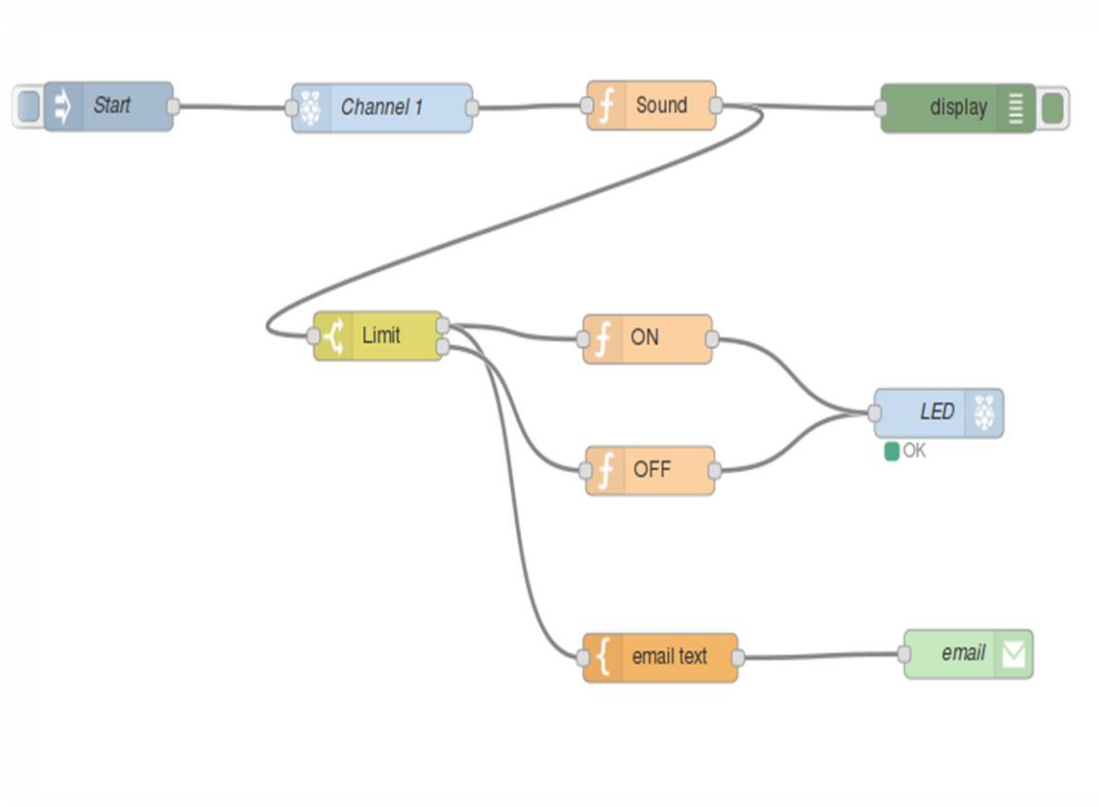 Start
Channel 1
Sound
display
Limit
ON
LED
OK
OFF
email text
email